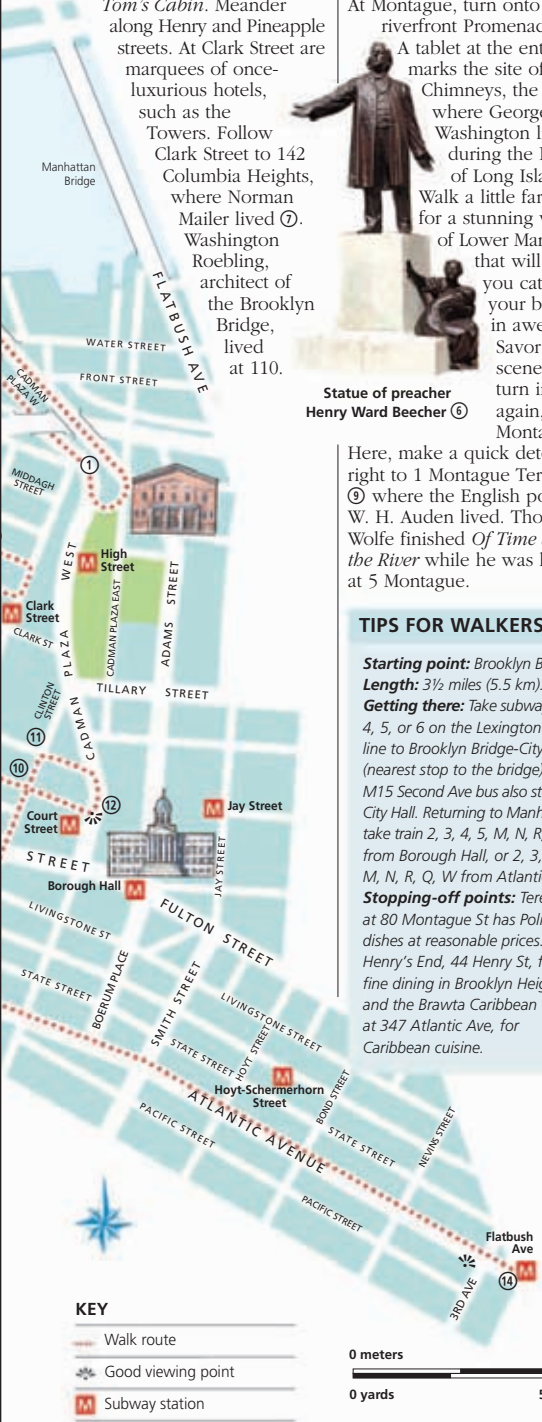 Tom's Cabin. Meander
along Henry and Pineapple
streets. At Clark Street are
marquees of once-
luxurious hotels,
such as the
Towers. Follow
Clark Street to 142
Columbia Heights,
where Norman
Mailer lived ⑦.
Washington
Roebling,
architect of
the Brooklyn
Bridge,
lived
at 110.
At Montague, turn onto
riverfront Promenad
A tablet at the ent
marks the site of
Chimneys, the
where George
Washington l
during the
of Long Isla
Walk a little far
for a stunning
of Lower Man
that will
you cat
your b
in awe
Savor
scene
turn i
again,
Monta
Statue of preacher
Henry Ward Beecher ⑥
Here, make a quick det
right to 1 Montague Ter
⑨ where the English po
W. H. Auden lived. Tho
Wolfe finished Of Time
the River while he was
at 5 Montague.
TIPS FOR WALKERS
Starting point: Brooklyn B
Length: 3½ miles (5.5 km).
Getting there: Take subway
4, 5, or 6 on the Lexington
line to Brooklyn Bridge-City
(nearest stop to the bridge)
M15 Second Ave bus also st
City Hall. Returning to Manh
take train 2, 3, 4, 5, M, N, R,
from Borough Hall, or 2, 3,
M, N, R, Q, W from Atlantic
Stopping-off points: Tere
at 80 Montague St has Poli
dishes at reasonable prices.
Henry's End, 44 Henry St, f
fine dining in Brooklyn Heig
and the Brawta Caribbean
at 347 Atlantic Ave, for
Caribbean cuisine.
Manhattan
Bridge
FLATBUSH AVE
WATER STREET
FRONT STREET
CADMAN
PLAZA W
①
MIDDAGH
STREET
M High
Street
CADMAN PLAZA WEST
CADMAN PLAZA EAST
ADAMS STREET
M Clark
Street
CLARK ST
TILLARY STREET
CLINTON
STREET
⑪
⑩
⑫
Court
Street M
M Jay Street
JAY STREET
STREET
Borough Hall M
FULTON STREET
LIVINGSTONE ST
STATE STREET
BOERUM PLACE
SMITH STREET
LIVINGSTONE STREET
STATE STREET
HOYT STREET
M
Hoyt-Schermerhorn
Street
BOND STREET
STATE STREET
NEVINS STREET
ATLANTIC AVENUE
PACIFIC STREET
PACIFIC STREET
Flatbush
Ave
M
⑭
3RD AVE
KEY
Walk route
Good viewing point
M Subway station
0 meters
0 yards